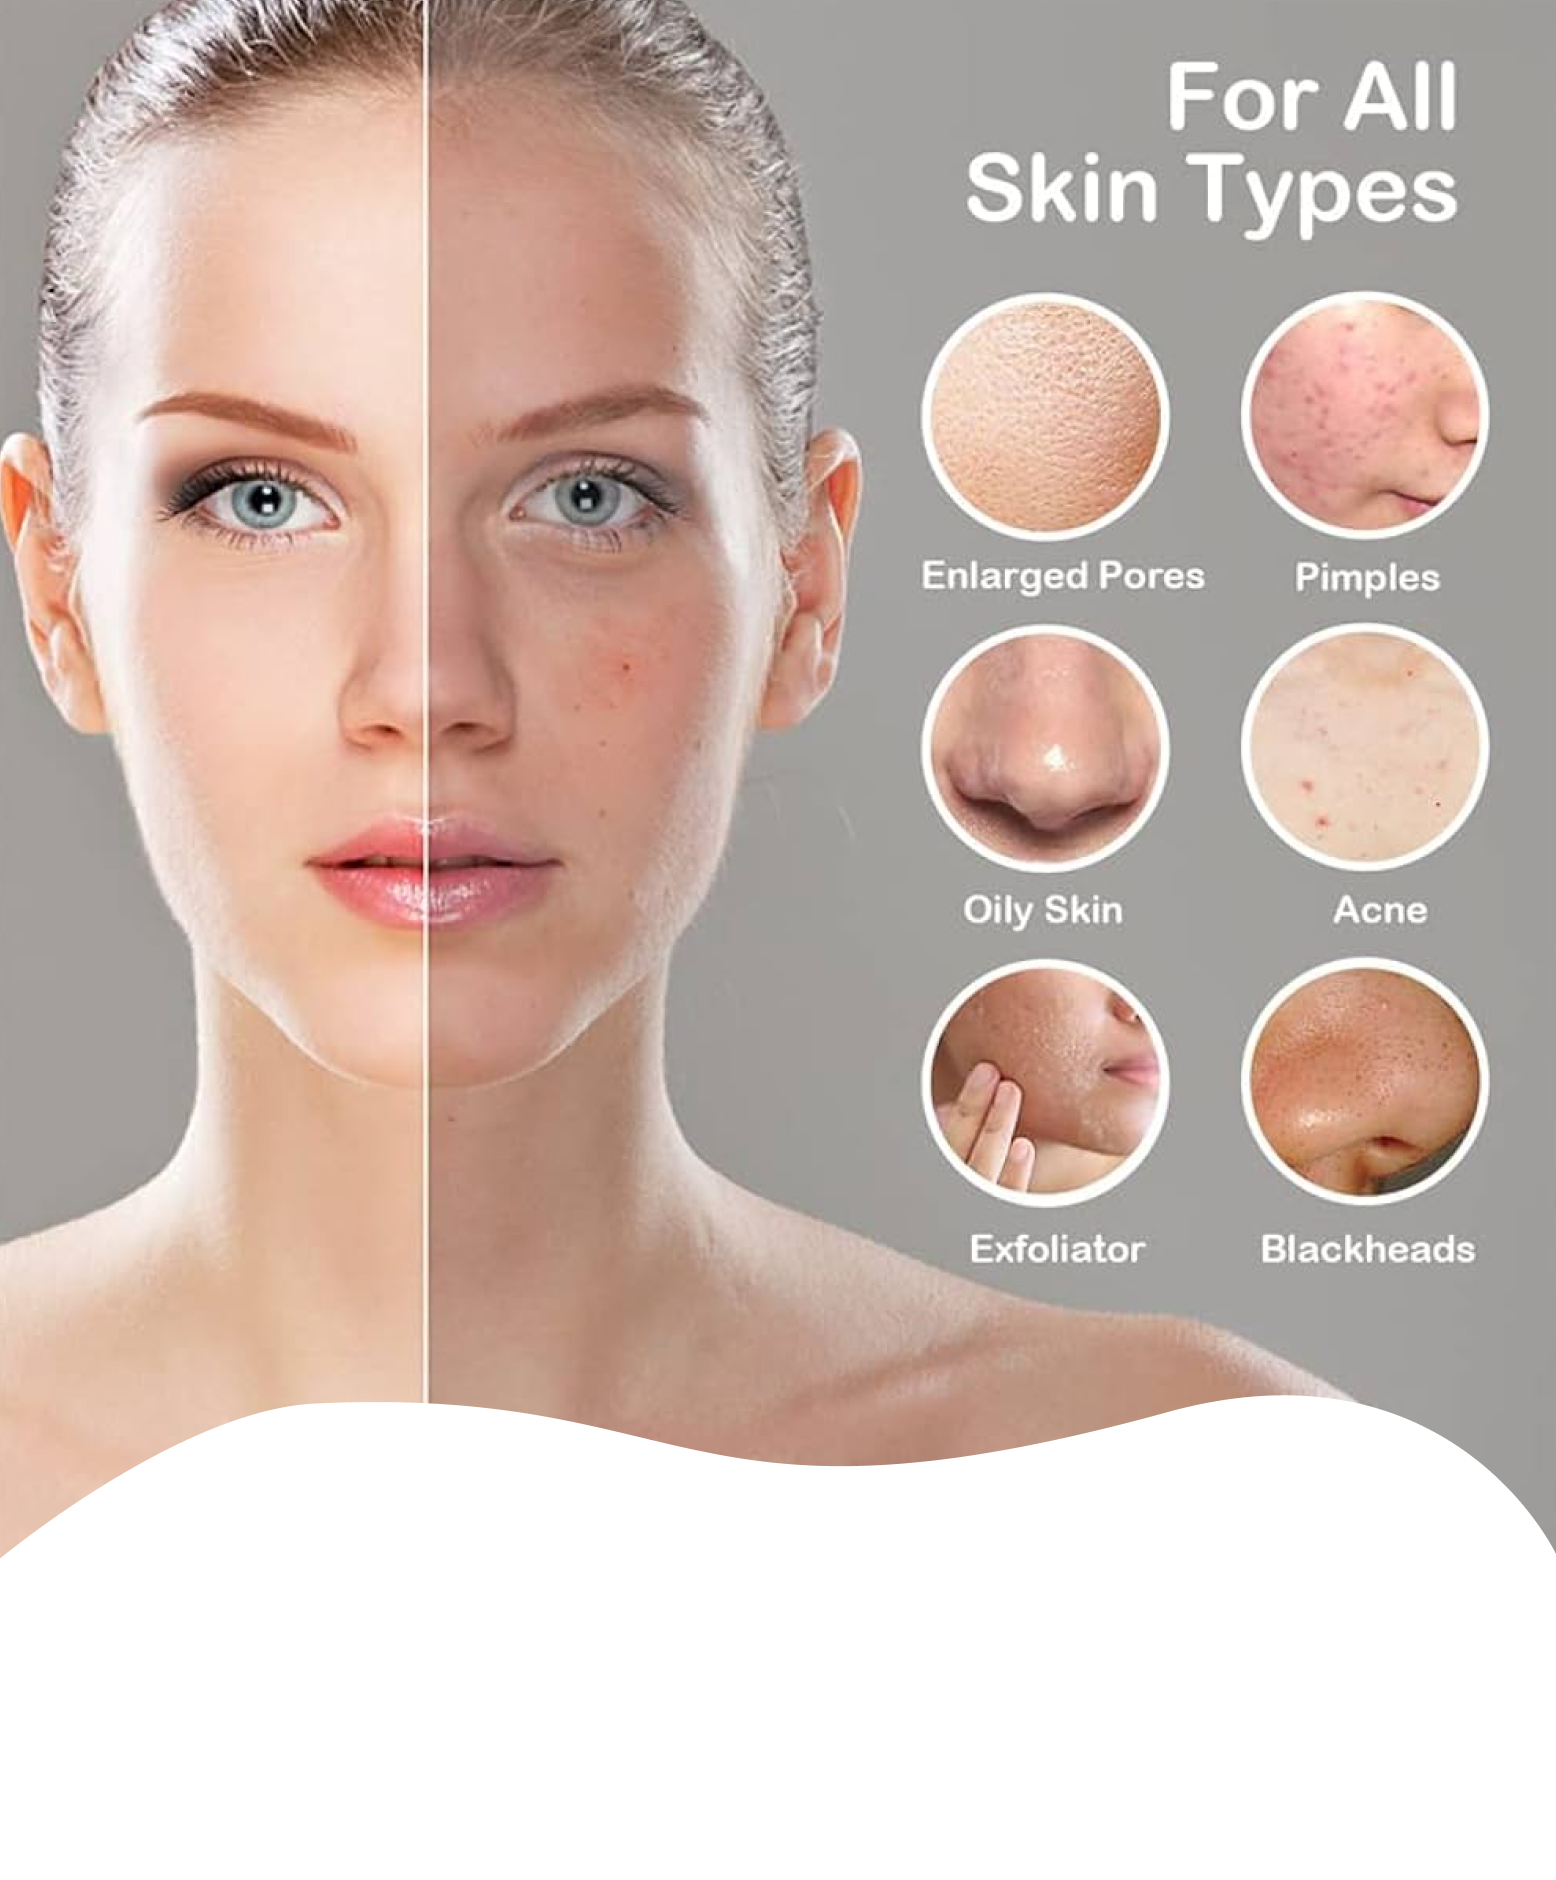 For All
Skin Types
Enlarged Pores
Pimples
Oily Skin
Acne
Exfoliator
Blackheads